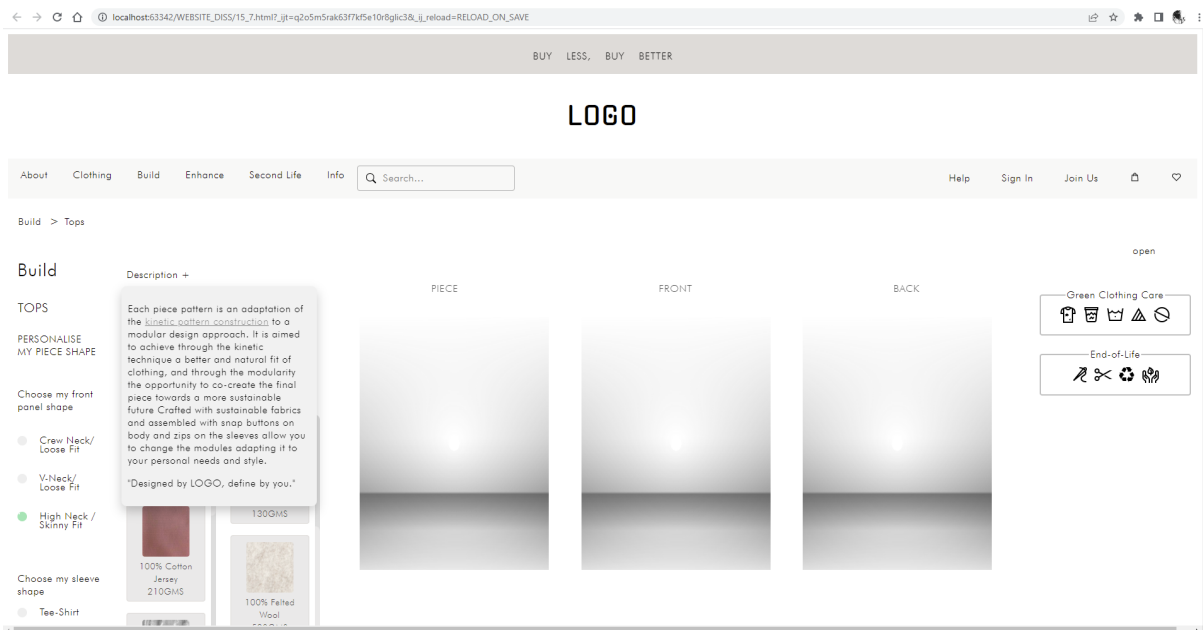 localhost:63342/WEBSITE_DISS/15_7.html?_ijt=q2o5m5rak63f7kf5e10r8glic3&_ij_reload=RELOAD_ON_SAVE
BUY LESS, BUY BETTER
LOGO
About Clothing Build Enhance Second Life Info Search... Help Sign In Join Us
Build > Tops
open
Build
TOPS
PERSONALISE
MY PIECE SHAPE
Choose my front
panel shape
Crew Neck/
Loose Fit
V-Neck/
Loose Fit
High Neck /
Skinny Fit
Choose my sleeve
shape
Tee-Shirt
Description +
Each piece pattern is an adaptation of
the kinetic pattern construction to a
modular design approach. It is aimed
to achieve through the kinetic
technique a better and natural fit of
clothing, and through the modularity
the opportunity to co-create the final
piece towards a more sustainable
future Crafted with sustainable fabrics
and assembled with snap buttons on
body and zips on the sleeves allow you
to change the modules adapting it to
your personal needs and style.
"Designed by LOGO, define by you."
100% Cotton
Jersey
210GMS
130GMS
100% Felted
Wool
PIECE FRONT BACK
Green Clothing Care
End-of-Life